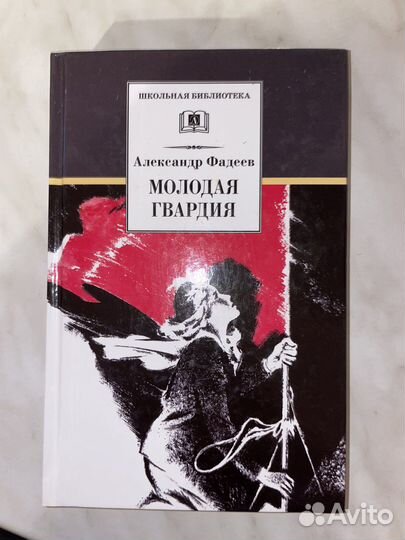 ШКОЛЬНАЯ БИБЛИОТЕКА
Александр Фадеев
МОЛОДАЯ
ГВАРДИЯ
Avito